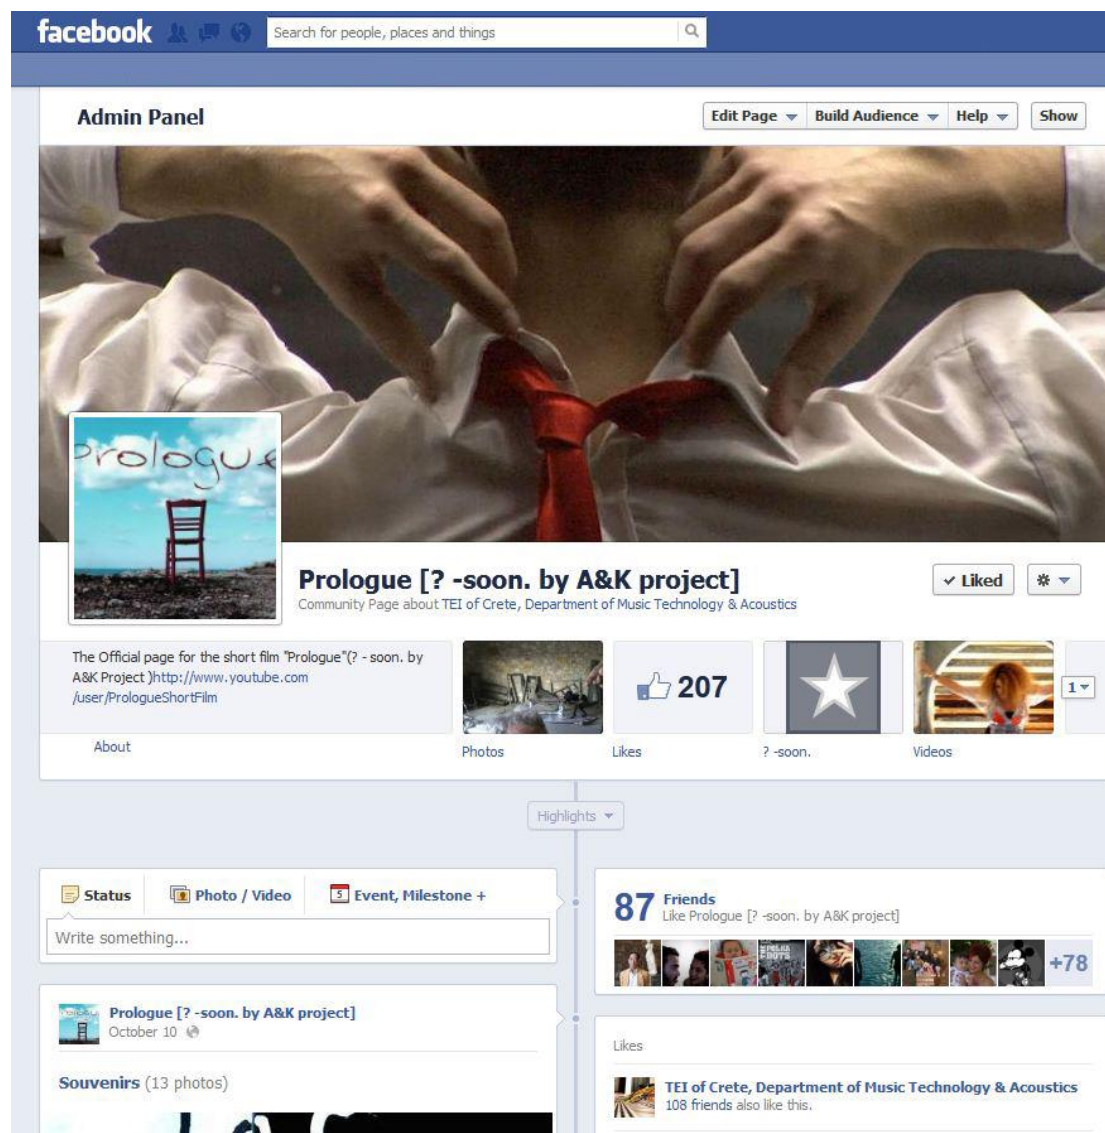 facebook
Search for people, places and things
Admin Panel
Edit Page
Build Audience
Help
Show
Prologue
Prologue [? -soon. by A&K project]
Community Page about TEI of Crete, Department of Music Technology & Acoustics
Liked
The Official page for the short film "Prologue"(? - soon. by
A&K Project )http://www.youtube.com
/user/PrologueShortFilm
About
Photos
207
Likes
? -soon.
Videos
1
Highlights
Status
Photo / Video
5
Event, Milestone +
Write something...
87
Friends
Like Prologue [? -soon. by A&K project]
POLKA
DOTS
+78
Prologue [? -soon. by A&K project]
October 10
Souvenirs (13 photos)
Likes
TEI of Crete, Department of Music Technology & Acoustics
108 friends also like this.